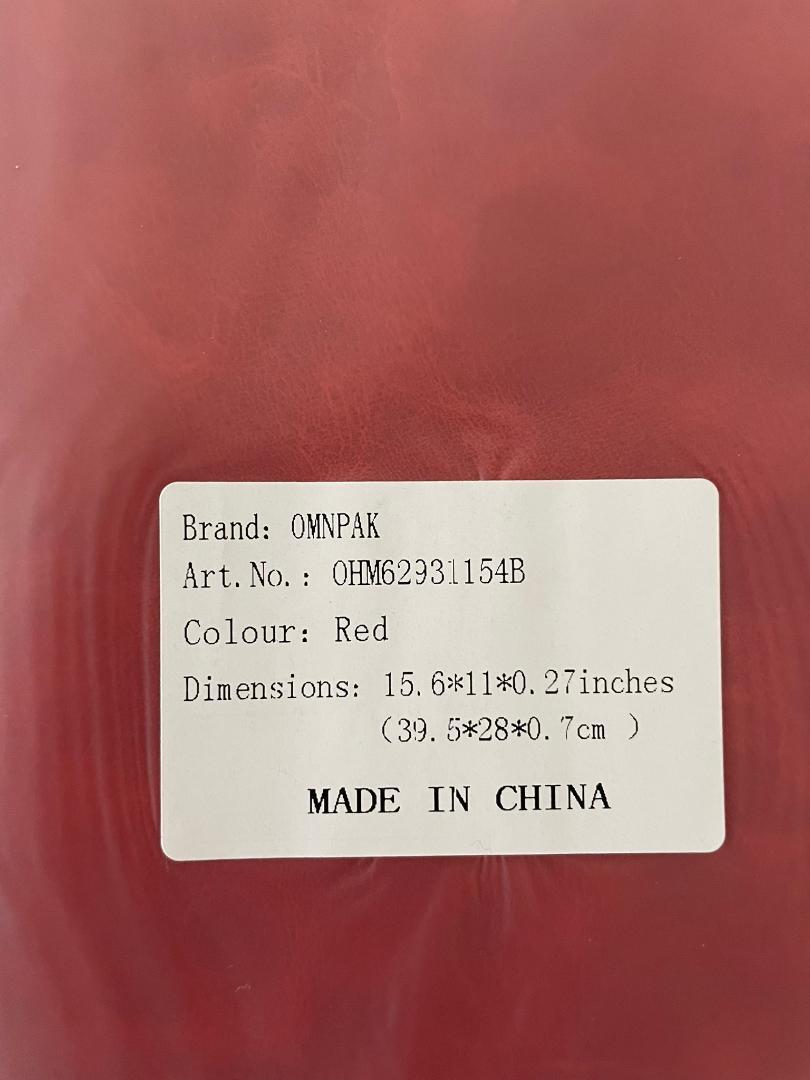 Brand: OMNPAK
Art.No.: OHM62931154B
Colour: Red
Dimensions: 15.6*11*0.27inches
(39.5*28*0.7cm )
MADE IN CHINA